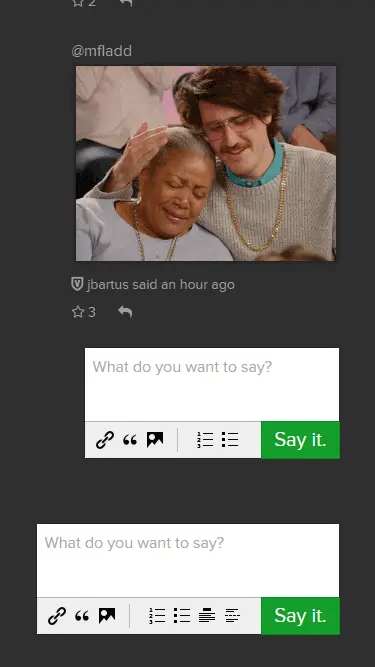 2
@mfladd
jbartus said an hour ago
3
What do you want to say?
Say it.
What do you want to say?
Say it.